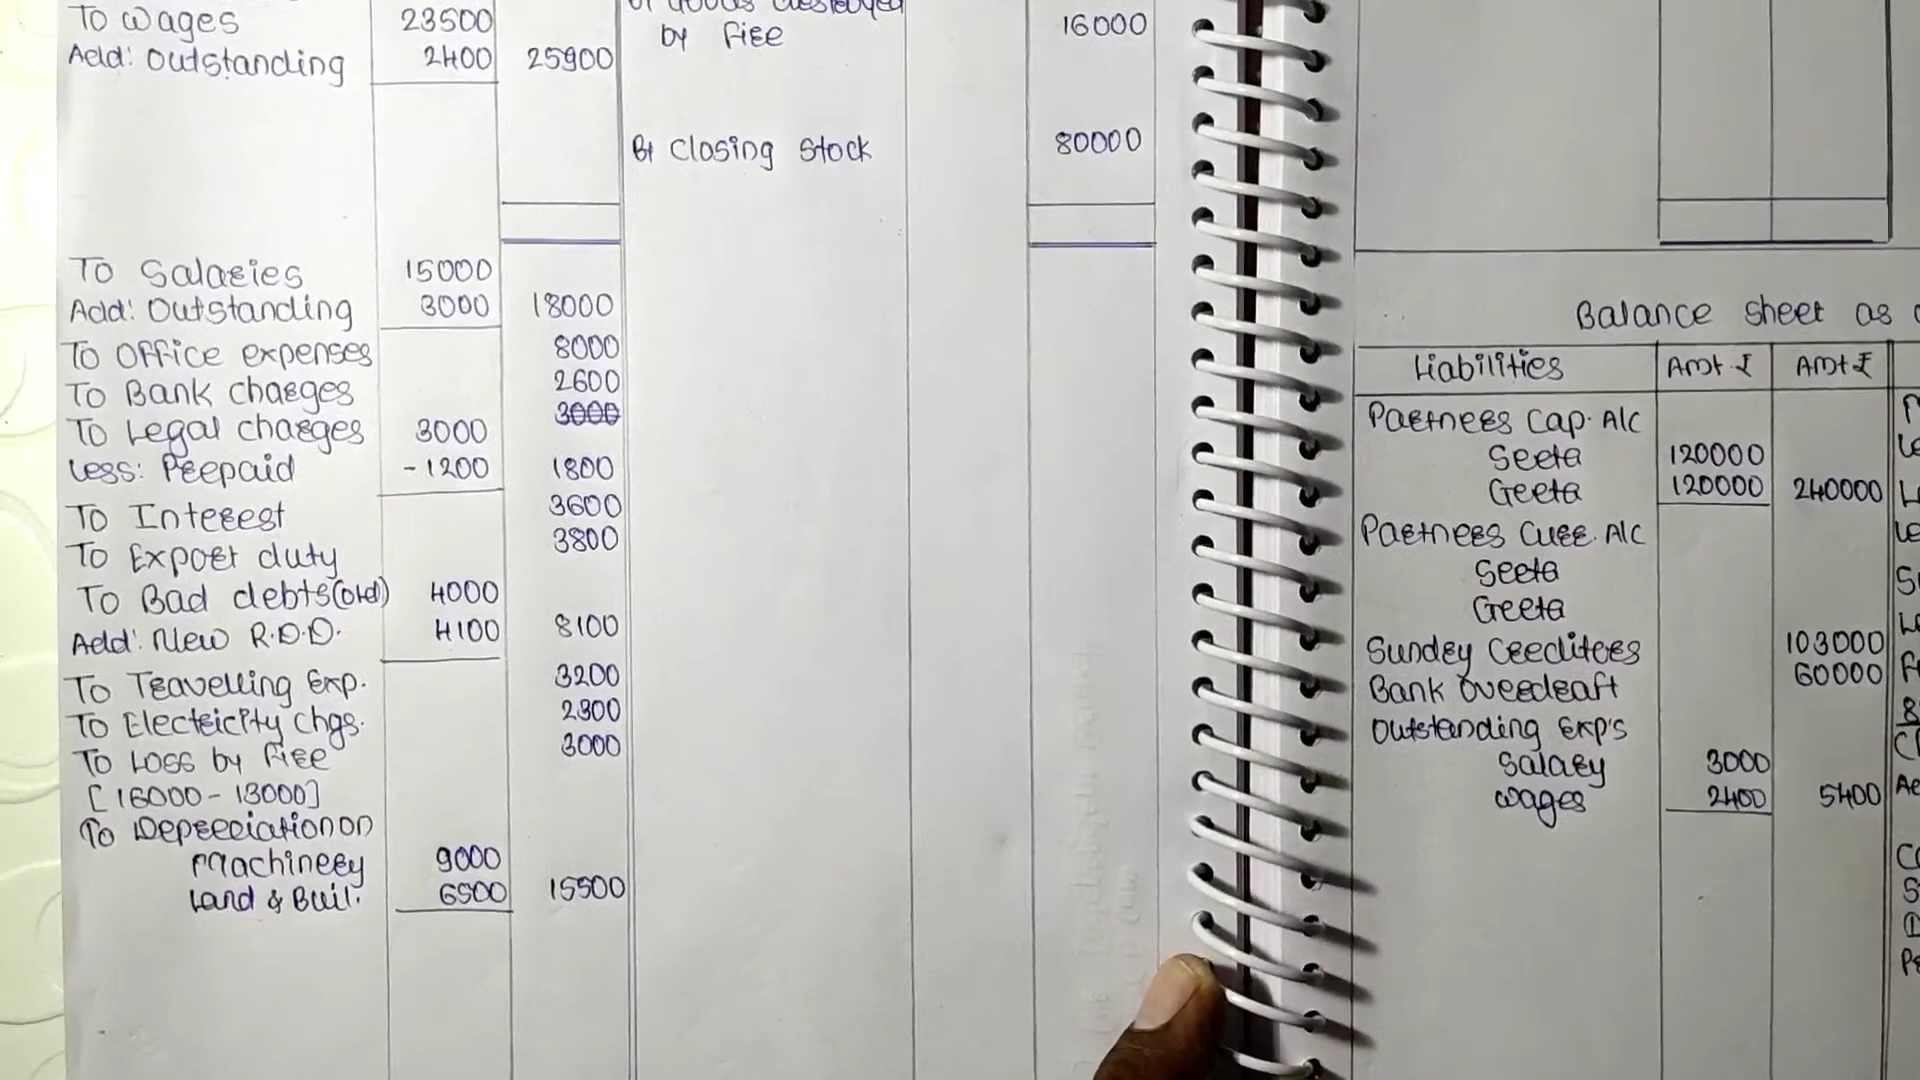 To Wages 23500
by Fire 16000
Add: Outstanding 2400 25900
By Closing Stock 80000
To Salaries 15000
Add: Outstanding 3000 18000
To Office expenses 8000
To Bank charges 2600
3000
To Legal charges 3000
Less: Prepaid -1200 1800
To Interest 3600
To Export duty 3800
To Bad debts(old) 4000
Add: New R.D.D. 4100 8100
To Travelling Exp. 3200
To Electricity Chgs. 2300
To Loss by Fire 3000
[16000-13000]
To Depreciation on
Machinery 9000
Land & Buil. 6500 15500
Balance Sheet as
Liabilities Amt ₹ Amt ₹
Partners Cap. A/C
Seeta 120000
Geeta 120000 240000
Partners Curr. A/C
Seeta
Geeta
Sundry Creditors 103000
Bank Overdraft 60000
Outstanding Exp's
Salary 3000
Wages 2400 5400